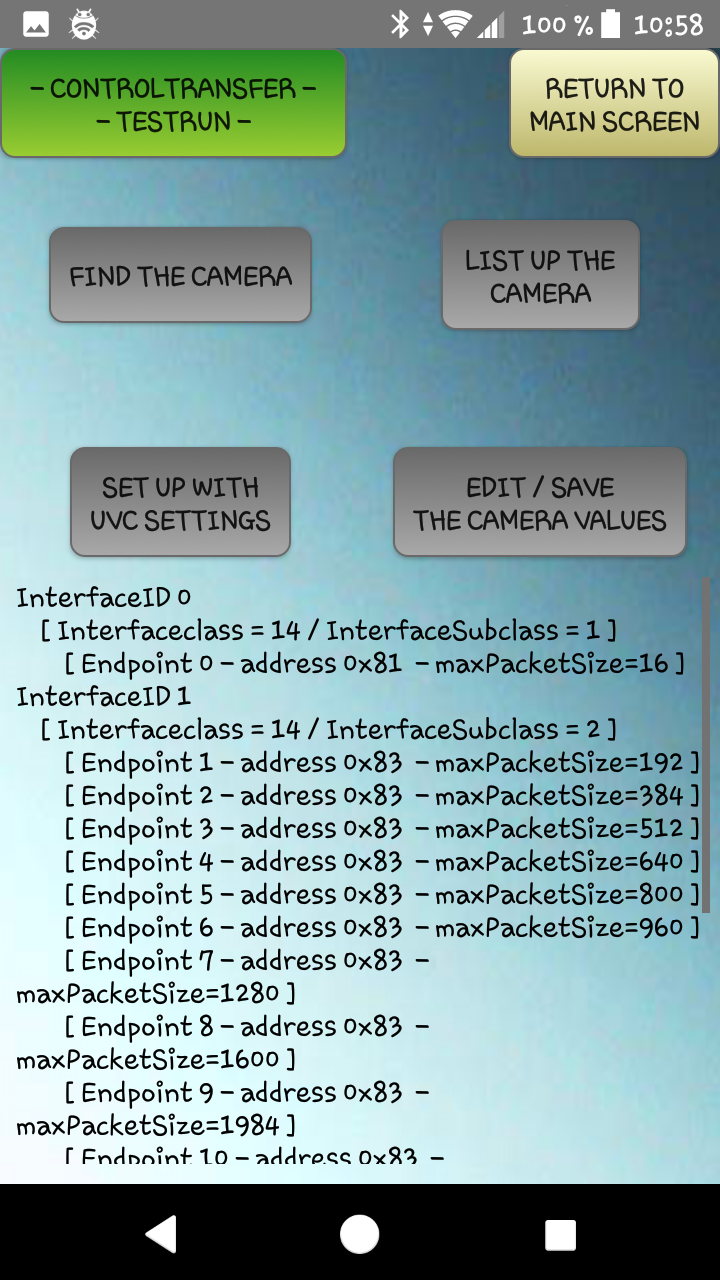 100 % 10:58
– CONTROLTRANSFER –
– TESTRUN –
RETURN TO
MAIN SCREEN
FIND THE CAMERA
LIST UP THE
CAMERA
SET UP WITH
UVC SETTINGS
EDIT / SAVE
THE CAMERA VALUES
InterfaceID 0
[ Interfaceclass = 14 / InterfaceSubclass = 1 ]
[ Endpoint 0 – address 0x81 – maxPacketSize=16 ]
InterfaceID 1
[ Interfaceclass = 14 / InterfaceSubclass = 2 ]
[ Endpoint 1 – address 0x83 – maxPacketSize=192 ]
[ Endpoint 2 – address 0x83 – maxPacketSize=384 ]
[ Endpoint 3 – address 0x83 – maxPacketSize=512 ]
[ Endpoint 4 – address 0x83 – maxPacketSize=640 ]
[ Endpoint 5 – address 0x83 – maxPacketSize=800 ]
[ Endpoint 6 – address 0x83 – maxPacketSize=960 ]
[ Endpoint 7 – address 0x83 –
maxPacketSize=1280 ]
[ Endpoint 8 – address 0x83 –
maxPacketSize=1600 ]
[ Endpoint 9 – address 0x83 –
maxPacketSize=1984 ]
[ Endpoint 10 – address 0x83 –